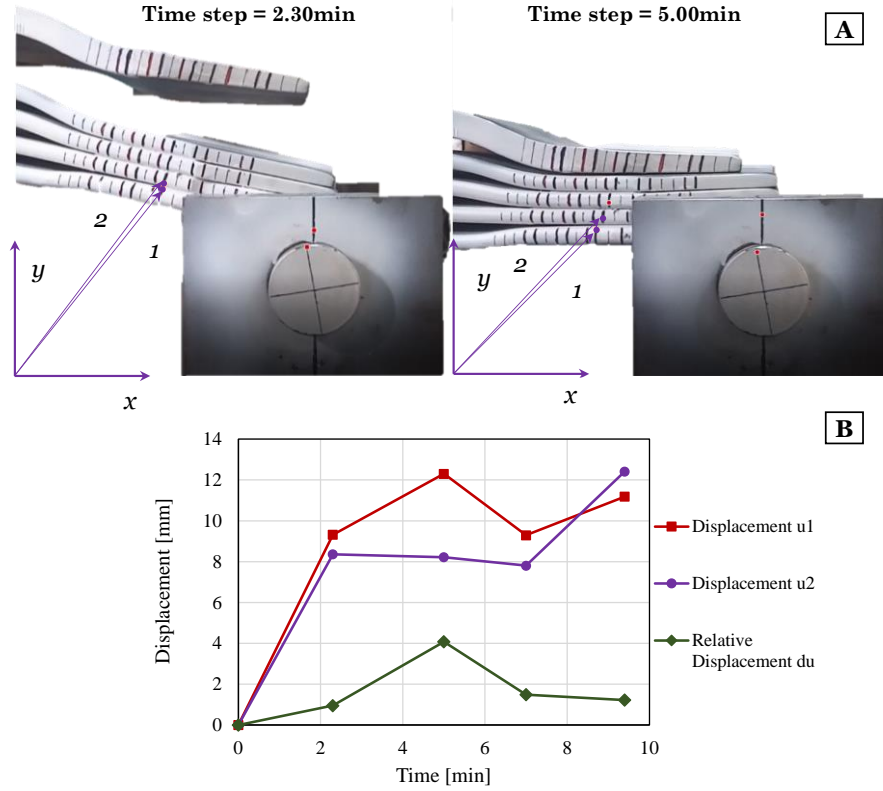 Time step = 2.30min
Time step = 5.00min
A
2
1
y
x
2
y
1
x
B
14
12
10
8
6
4
2
0
0
2
4
6
8
10
Displacement [mm]
Time [min]
Displacement u1
Displacement u2
Relative
Displacement du